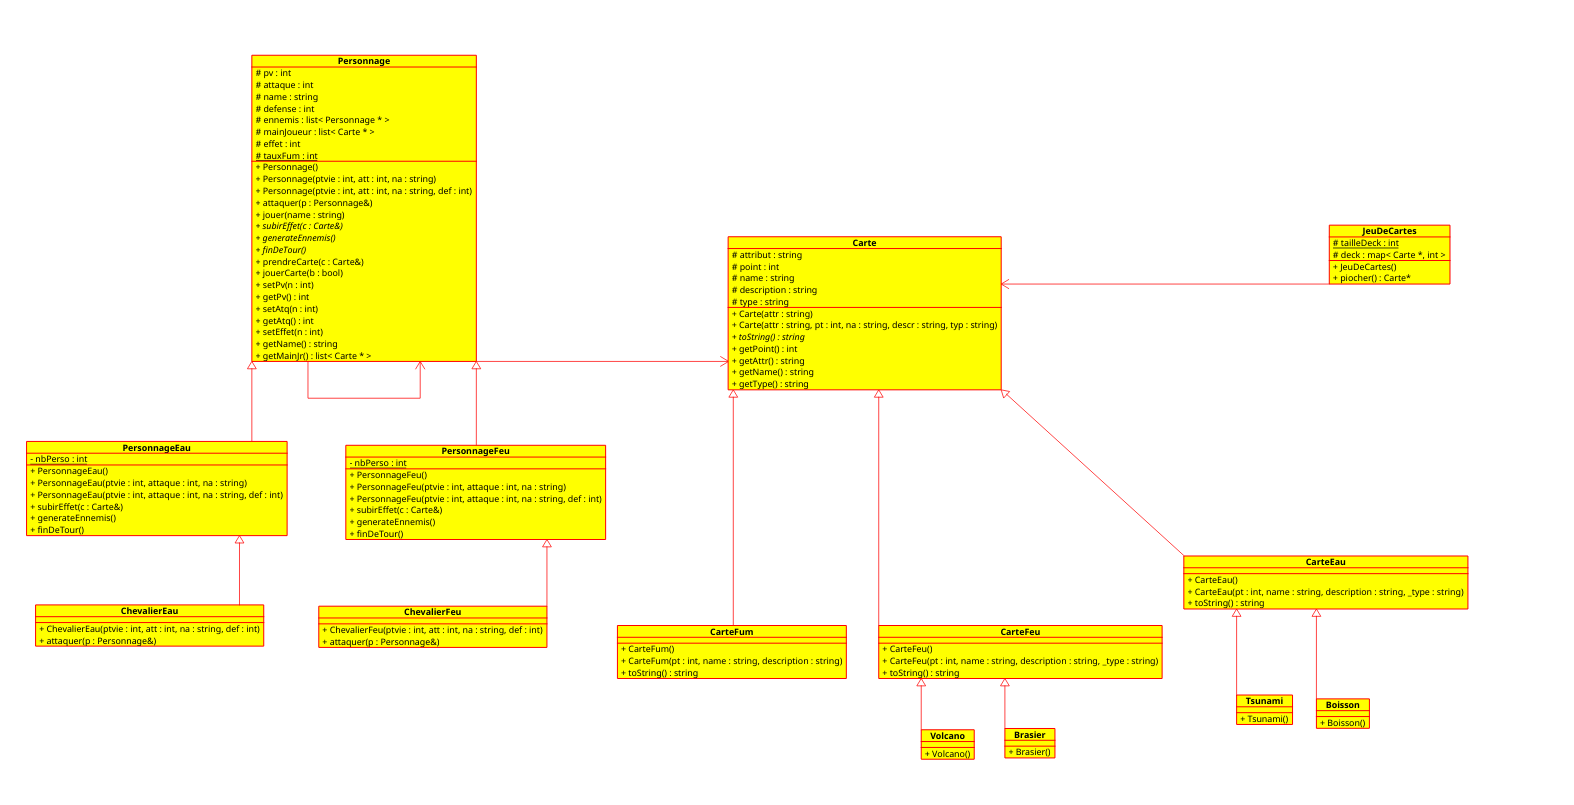 Personnage
# pv : int
# attaque : int
# name : string
# defense : int
# ennemis : list< Personnage * >
# mainJoueur : list< Carte * >
# effet : int
# tauxFum : int
+ Personnage()
+ Personnage(ptvie : int, att : int, na : string)
+ Personnage(ptvie : int, att : int, na : string, def : int)
+ attaquer(p : Personnage&)
+ jouer(name : string)
+ subirEffet(c : Carte&)
+ generateEnnemis()
+ finDeTour()
+ prendreCarte(c : Carte&)
+ jouerCarte(b : bool)
+ setPv(n : int)
+ getPv() : int
+ setAtq(n : int)
+ getAtq() : int
+ setEffet(n : int)
+ getName() : string
+ getMainJr() : list< Carte * >
JeuDeCartes
# tailleDeck : int
# deck : map< Carte *, int >
+ JeuDeCartes()
+ piocher() : Carte*
Carte
# attribut : string
# point : int
# name : string
# description : string
# type : string
+ Carte(attr : string)
+ Carte(attr : string, pt : int, na : string, descr : string, typ : string)
+ toString() : string
+ getPoint() : int
+ getAttr() : string
+ getName() : string
+ getType() : string
PersonnageEau
- nbPerso : int
+ PersonnageEau()
+ PersonnageEau(ptvie : int, attaque : int, na : string)
+ PersonnageEau(ptvie : int, attaque : int, na : string, def : int)
+ subirEffet(c : Carte&)
+ generateEnnemis()
+ finDeTour()
PersonnageFeu
- nbPerso : int
+ PersonnageFeu()
+ PersonnageFeu(ptvie : int, attaque : int, na : string)
+ PersonnageFeu(ptvie : int, attaque : int, na : string, def : int)
+ subirEffet(c : Carte&)
+ generateEnnemis()
+ finDeTour()
ChevalierEau
+ ChevalierEau(ptvie : int, att : int, na : string, def : int)
+ attaquer(p : Personnage&)
ChevalierFeu
+ ChevalierFeu(ptvie : int, att : int, na : string, def : int)
+ attaquer(p : Personnage&)
CarteFum
+ CarteFum()
+ CarteFum(pt : int, name : string, description : string)
+ toString() : string
CarteFeu
+ CarteFeu()
+ CarteFeu(pt : int, name : string, description : string, _type : string)
+ toString() : string
CarteEau
+ CarteEau()
+ CarteEau(pt : int, name : string, description : string, _type : string)
+ toString() : string
Volcano
+ Volcano()
Brasier
+ Brasier()
Tsunami
+ Tsunami()
Boisson
+ Boisson()